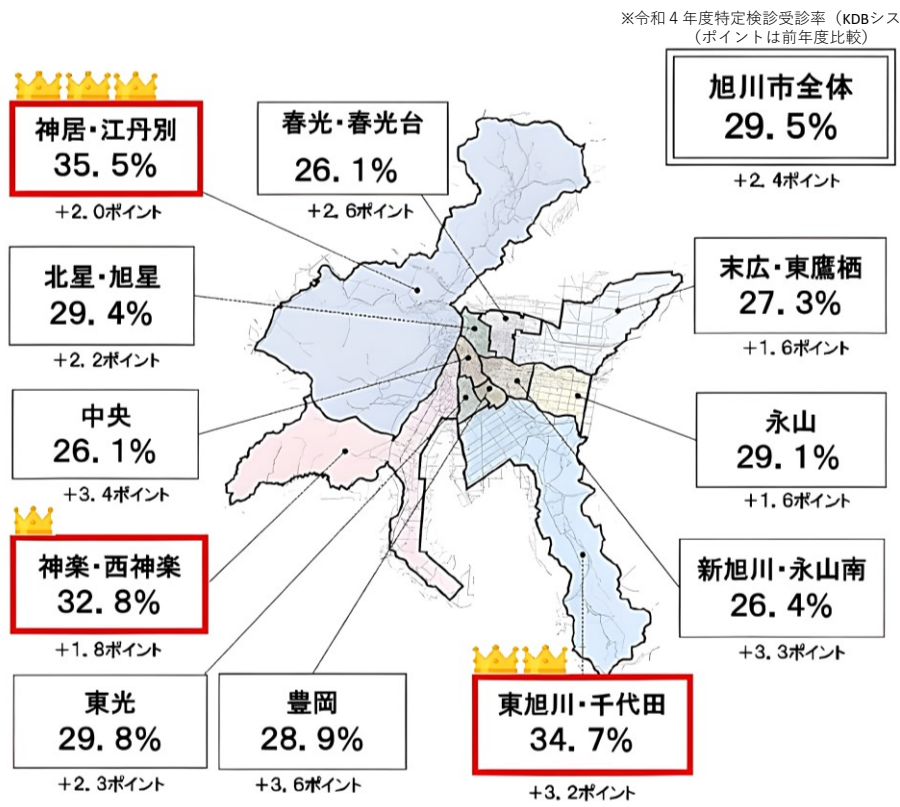 ※令和4年度特定検診受診率（KDBシス
（ポイントは前年度比較）
旭川市全体
29.5%
+2.4ポイント
神居・江丹別
35.5%
+2.0ポイント
春光・春光台
26.1%
+2.6ポイント
北星・旭星
29.4%
+2.2ポイント
末広・東鷹栖
27.3%
+1.6ポイント
中央
26.1%
+3.4ポイント
永山
29.1%
+1.6ポイント
神楽・西神楽
32.8%
+1.8ポイント
新旭川・永山南
26.4%
+3.3ポイント
東光
29.8%
+2.3ポイント
豊岡
28.9%
+3.6ポイント
東旭川・千代田
34.7%
+3.2ポイント